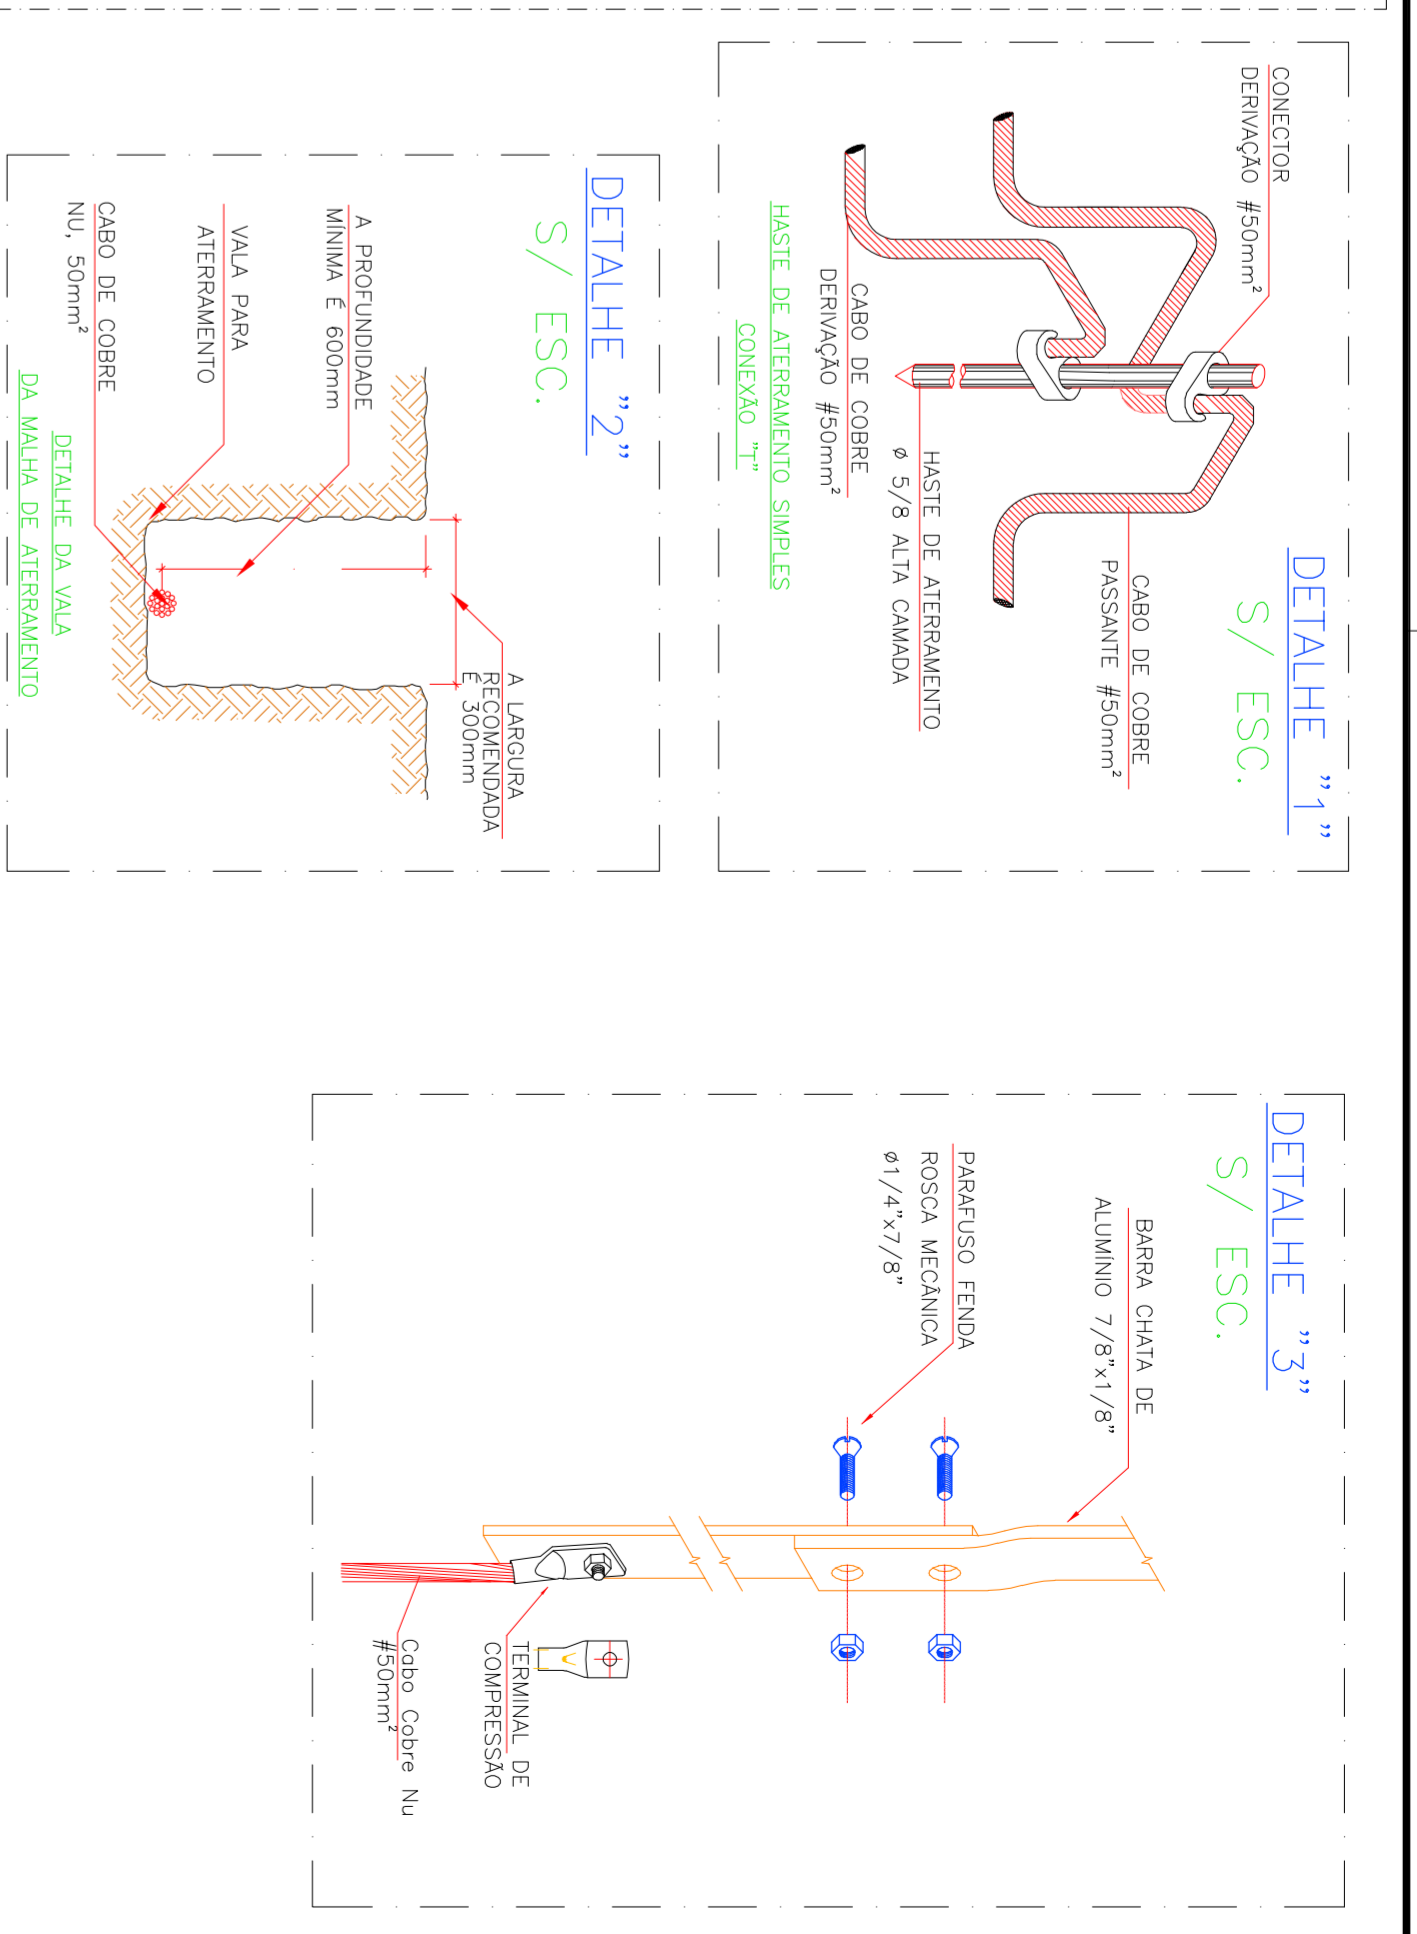 DETALHE "1"
S/ ESC.
CONECTOR
DERIVAÇÃO #50mm²
CABO DE COBRE
PASSANTE #50mm²
HASTE DE ATERRAMENTO
Ø 5/8 ALTA CAMADA
CABO DE COBRE
DERIVAÇÃO #50mm²
HASTE DE ATERRAMENTO SIMPLES
CONEXÃO "T"
DETALHE "2"
S/ ESC.
A LARGURA
RECOMENDADA
É 300mm
A PROFUNDIDADE
MÍNIMA É 600mm
VALA PARA
ATERRAMENTO
CABO DE COBRE
NU, 50mm²
DETALHE DA VALA
DA MALHA DE ATERRAMENTO
DETALHE "3"
S/ ESC.
BARRA CHATA DE
ALUMÍNIO 7/8"x1/8"
PARAFUSO FENDA
ROSCA MECÂNICA
Ø1/4"x7/8"
TERMINAL DE
COMPRESSÃO
Cabo Cobre Nu
#50mm²